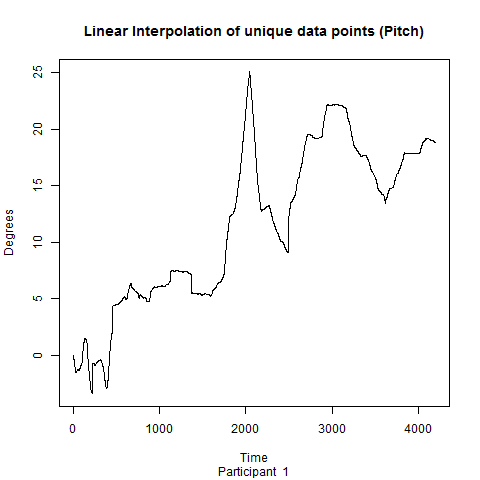 Linear Interpolation of unique data points (Pitch)
Degrees
25
20
15
10
5
0
0 1000 2000 3000 4000
Time
Participant 1